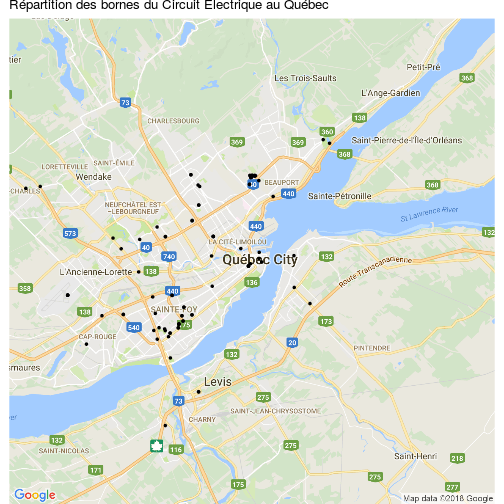 Répartition des bornes du Circuit Électrique au Québec
tier
Petit-Pré
368
Les Trois-Saults
L'Ange-Gardien
73
138
CHARLESBOURG
360
369
369
Saint-Pierre-de-l'Île-d'Orléans
368
LORETTEVILLE
SAINT-ÉMILE
Wendake
BEAUPORT
440
368
-CHARLES
Sainte-Pétronille
NEUFCHÂTEL EST
-LEBOURGNEUF
St Lawrence River
573
440
132
LA CITÉ-LIMOILOU
40
740
Québec City
132
L'Ancienne-Lorette
138
136
Route Transcanadienne
358
440
138
SAINTE-FOY
173
540
175
CAP-ROUGE
20
PINTENDRE
132
Levis
73
275
SAINT-JEAN-CHRYSOSTOME
CHARNY
132
SAINT-NICOLAS
116
275
Saint-Henri
218
171
275
277
Google
Map data ©2018 Google